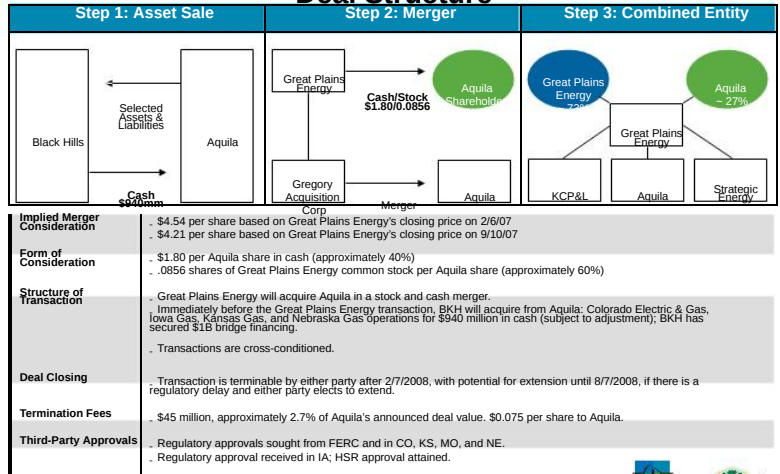 Deal Structure
Step 1: Asset Sale
Step 2: Merger
Step 3: Combined Entity
Black Hills
Selected
Assets &
Liabilities
Cash
$940mm
Aquila
Great Plains
Energy
Cash/Stock
$1.80/0.0856
Aquila
Shareholde
Gregory
Acquisition
Corp
Merger
Aquila
Great Plains
Energy
~ 73%
Aquila
~ 27%
Great Plains
Energy
KCP&L
Aquila
Strategic
Energy
Implied Merger
Consideration
- $4.54 per share based on Great Plains Energy's closing price on 2/6/07
- $4.21 per share based on Great Plains Energy's closing price on 9/10/07
Form of
Consideration
- $1.80 per Aquila share in cash (approximately 40%)
- .0856 shares of Great Plains Energy common stock per Aquila share (approximately 60%)
Structure of
Transaction
- Great Plains Energy will acquire Aquila in a stock and cash merger.
- Immediately before the Great Plains Energy transaction, BKH will acquire from Aquila: Colorado Electric & Gas,
Iowa Gas, Kansas Gas, and Nebraska Gas operations for $940 million in cash (subject to adjustment); BKH has
secured $1B bridge financing.
- Transactions are cross-conditioned.
Deal Closing
- Transaction is terminable by either party after 2/7/2008, with potential for extension until 8/7/2008, if there is a
regulatory delay and either party elects to extend.
Termination Fees
- $45 million, approximately 2.7% of Aquila's announced deal value. $0.075 per share to Aquila.
Third-Party Approvals
- Regulatory approvals sought from FERC and in CO, KS, MO, and NE.
- Regulatory approval received in IA; HSR approval attained.